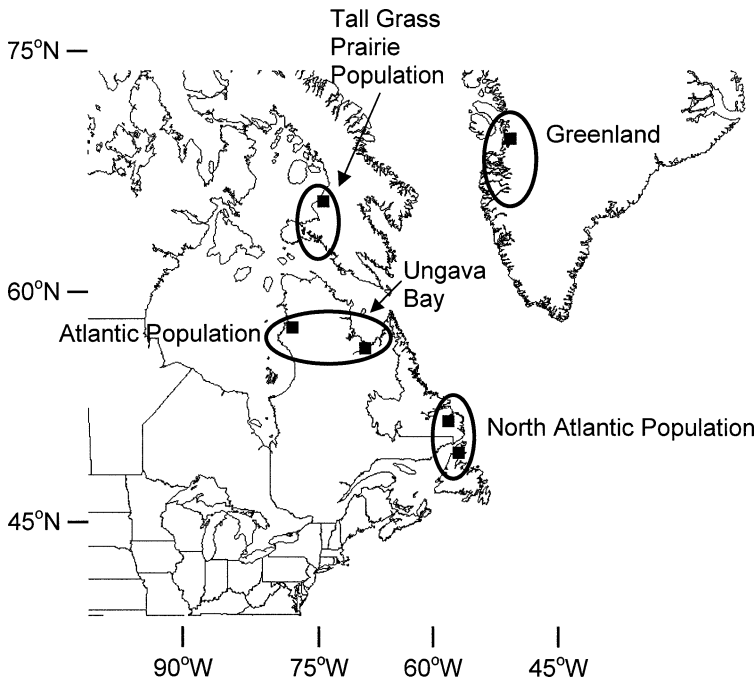 Tall Grass
Prairie
Population
75°N
Greenland
Ungava
Bay
60°N
Atlantic Population
North Atlantic Population
45°N
90°W 75°W 60°W 45°W